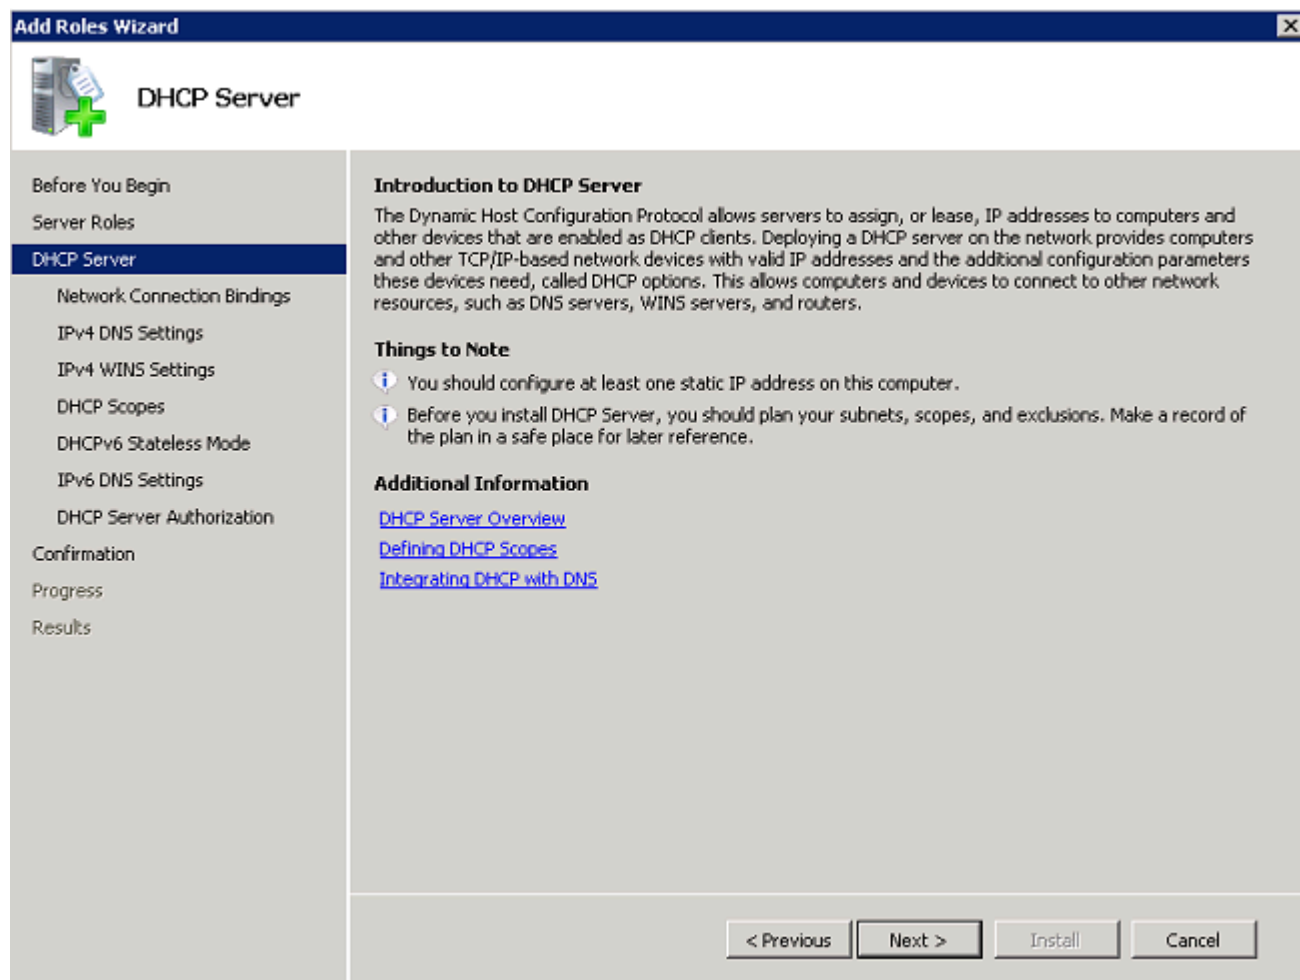 Add Roles Wizard
DHCP Server
Before You Begin
Server Roles
DHCP Server
Network Connection Bindings
IPv4 DNS Settings
IPv4 WINS Settings
DHCP Scopes
DHCPv6 Stateless Mode
IPv6 DNS Settings
DHCP Server Authorization
Confirmation
Progress
Results
Introduction to DHCP Server
The Dynamic Host Configuration Protocol allows servers to assign, or lease, IP addresses to computers and
other devices that are enabled as DHCP clients. Deploying a DHCP server on the network provides computers
and other TCP/IP-based network devices with valid IP addresses and the additional configuration parameters
these devices need, called DHCP options. This allows computers and devices to connect to other network
resources, such as DNS servers, WINS servers, and routers.
Things to Note
You should configure at least one static IP address on this computer.
Before you install DHCP Server, you should plan your subnets, scopes, and exclusions. Make a record of
the plan in a safe place for later reference.
Additional Information
DHCP Server Overview
Defining DHCP Scopes
Integrating DHCP with DNS
< Previous
Next >
Install
Cancel